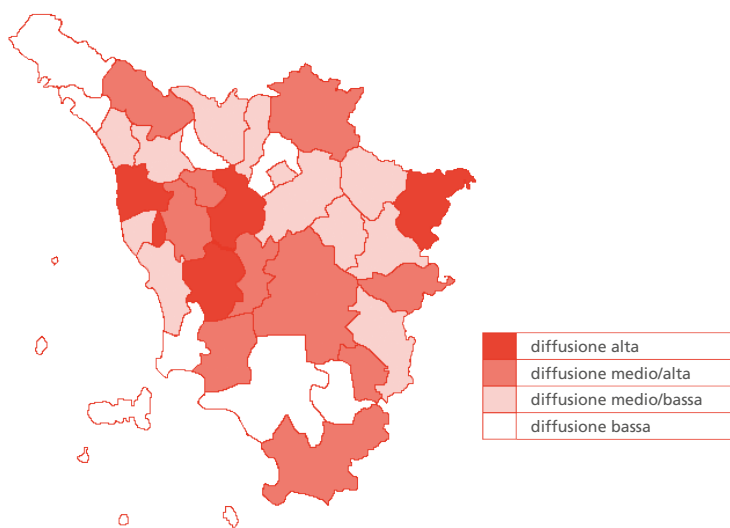 diffusione alta
diffusione medio/alta
diffusione medio/bassa
diffusione bassa